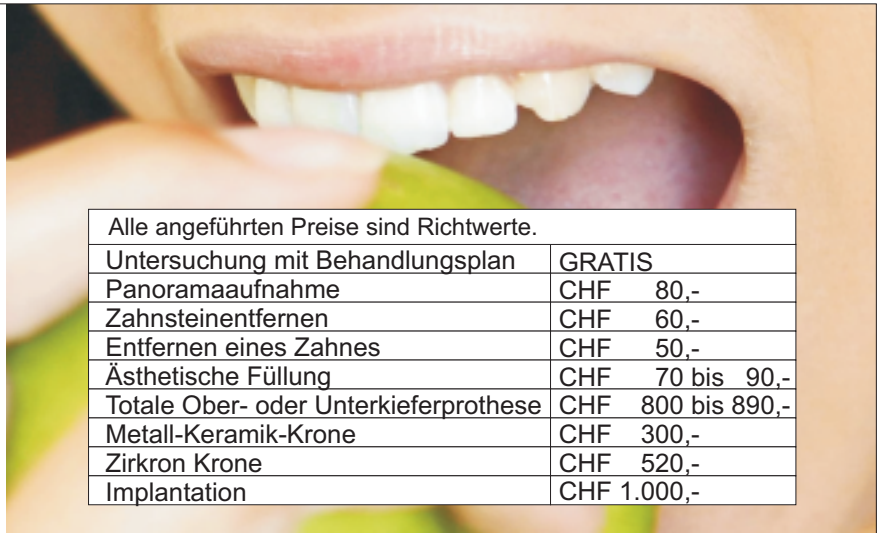 Alle angeführten Preise sind Richtwerte.
Untersuchung mit Behandlungsplan GRATIS
Panoramaaufnahme CHF 80,-
Zahnsteinentfernen CHF 60,-
Entfernen eines Zahnes CHF 50,-
Ästhetische Füllung CHF 70 bis 90,-
Totale Ober- oder Unterkieferprothese CHF 800 bis 890,-
Metall-Keramik-Krone CHF 300,-
Zirkron Krone CHF 520,-
Implantation CHF 1.000,-